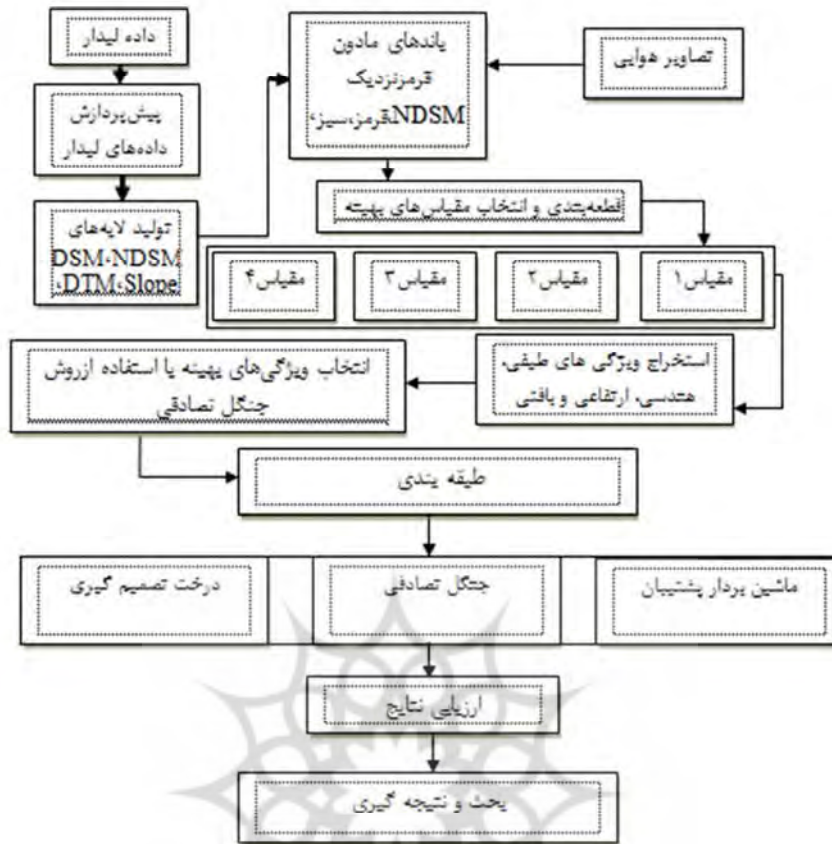 داده لیدار
پیش‌پردازش
داده‌های لیدار
تولید لایه‌های
DSM،NDSM
،DTM،Slope
تصاویر هوایی
باندهای مادون
قرمزنزدیک
،قرمز،سبز،NDSM
قطعه‌بندی و انتخاب مقیاس‌های بهینه
مقیاس۱
مقیاس۲
مقیاس۳
مقیاس۴
استخراج ویژگی های طیفی،
هندسی، ارتفاعی و بافتی
انتخاب ویژگی‌های بهینه با استفاده ازروش
جنگل تصادقی
طبقه بندی
ماشین بردار پشتیبان
جنگل تصادفی
درخت تصمیم گیری
ارزیابی نتایج
بحث و نتیجه گیری